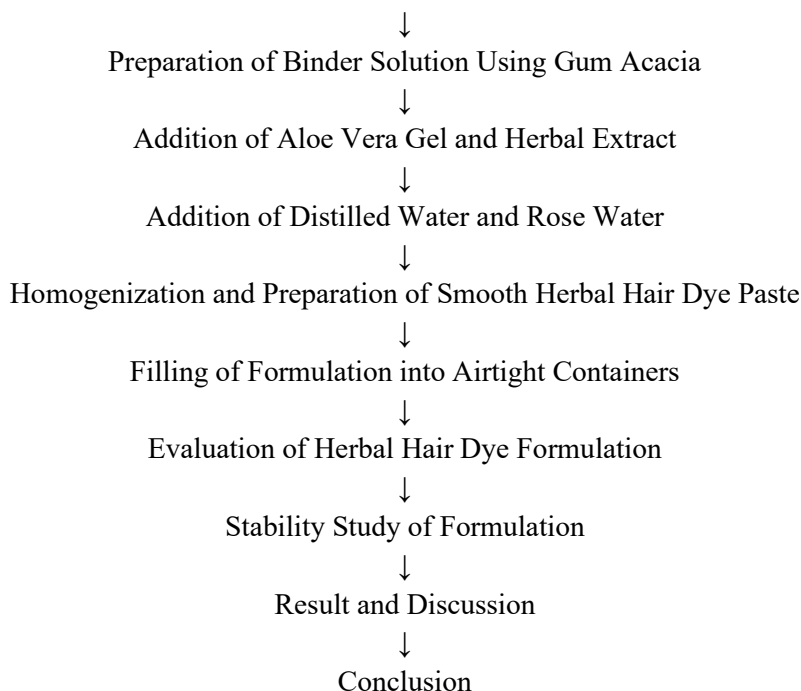 ↓
Preparation of Binder Solution Using Gum Acacia
↓
Addition of Aloe Vera Gel and Herbal Extract
↓
Addition of Distilled Water and Rose Water
↓
Homogenization and Preparation of Smooth Herbal Hair Dye Paste
↓
Filling of Formulation into Airtight Containers
↓
Evaluation of Herbal Hair Dye Formulation
↓
Stability Study of Formulation
↓
Result and Discussion
↓
Conclusion